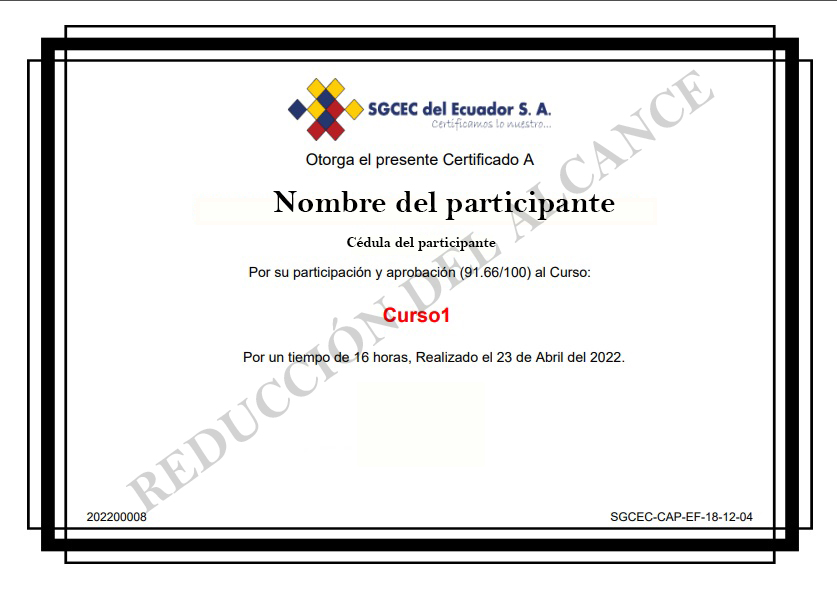 SGCEC del Ecuador S. A.
Certificamos lo nuestro...
Otorga el presente Certificado A
Nombre del participante
Cédula del participante
Por su participación y aprobación (91.66/100) al Curso:
Curso1
Por un tiempo de 16 horas, Realizado el 23 de Abril del 2022.
REDUCCIÓN DEL ALCANCE
202200008
SGCEC-CAP-EF-18-12-04